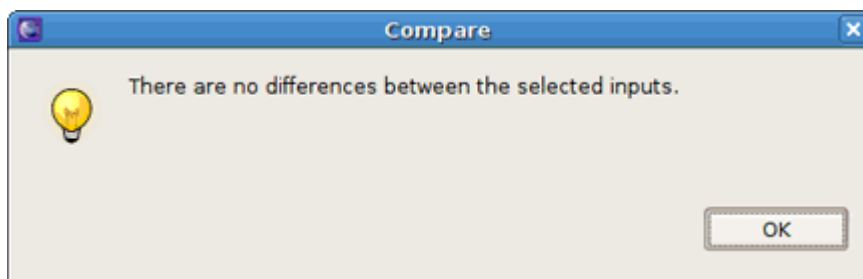 Compare
There are no differences between the selected inputs.
OK